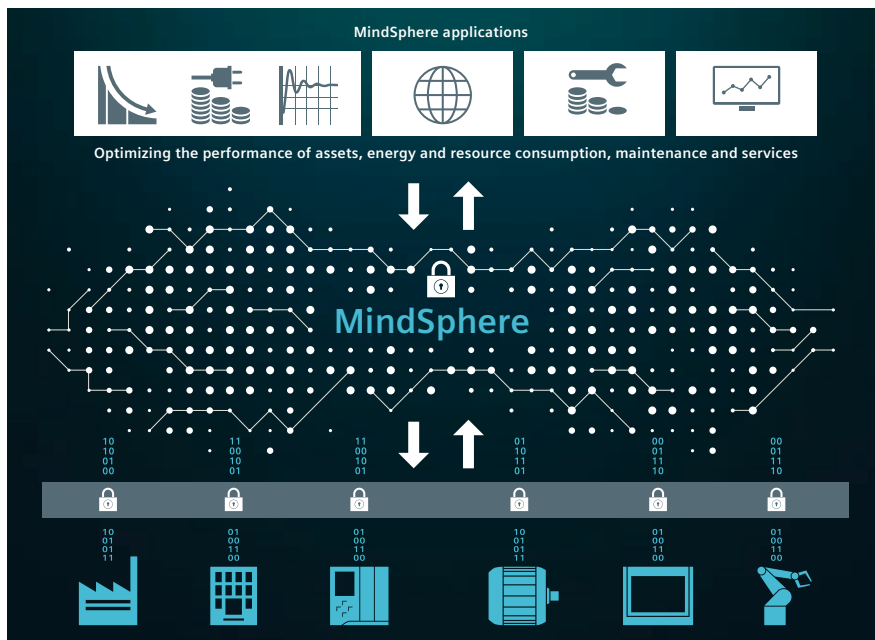 MindSphere applications
Optimizing the performance of assets, energy and resource consumption, maintenance and services
MindSphere
10 11 11 01 00 00
10 00 00 10 01 01
01 10 10 11 11 11
00 01 01 01 10 10
10 01 01 10 01 01
01 00 00 01 00 00
01 11 11 01 11 11
11 00 00 11 00 00